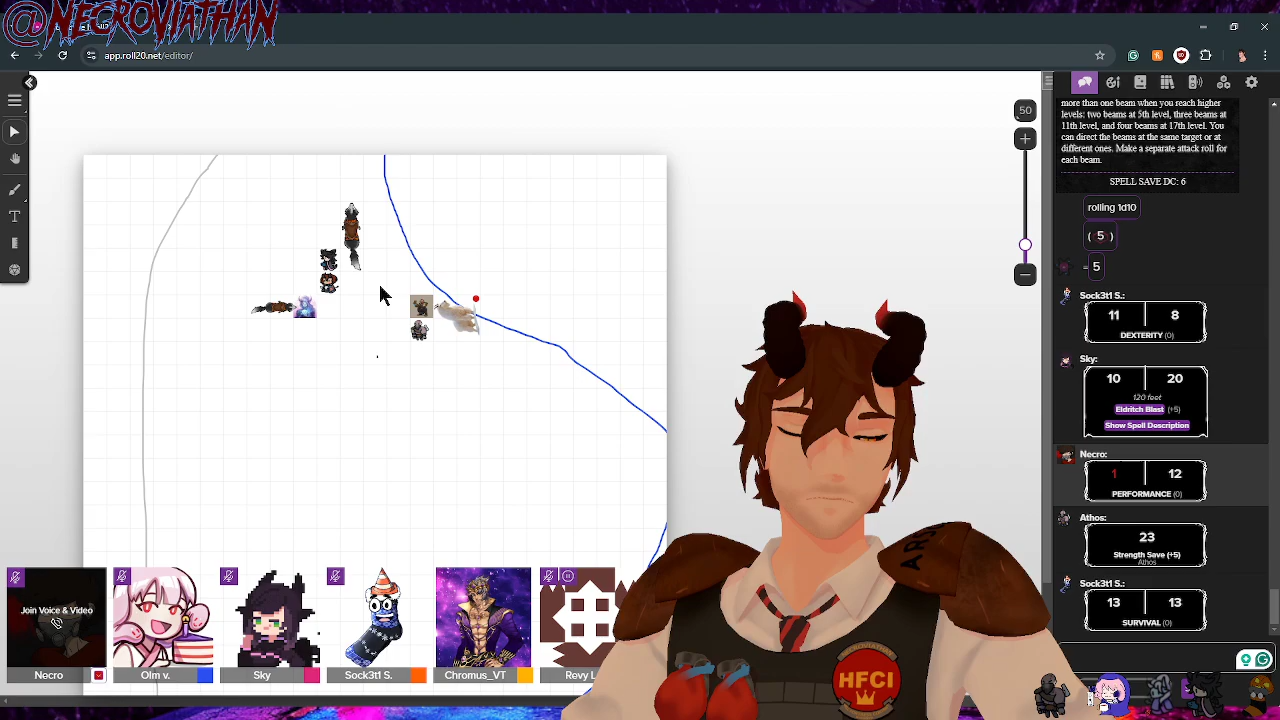 @NECROVIATHAN
app.roll20.net/editor/
50
more than one beam when you reach higher
levels: two beams at 5th level, three beams at
11th level, and four beams at 17th level. You
can direct the beams at the same target or at
different ones. Make a separate attack roll for
each beam.
SPELL SAVE DC: 6
rolling 1d10
( 5 )
= 5
Sock3t1 S.:
11 8
DEXTERITY (0)
Sky:
10 20
120 feet
Eldritch Blast (+5)
Show Spell Description
Necro:
1 12
PERFORMANCE (0)
Athos:
23
Strength Save (+5)
Athos
Sock3t1 S.:
13 13
SURVIVAL (0)
Join Voice & Video
Necro
Olm v.
Sky
Sock3t1 S.
Chromus_VT
Revy L
ARS
NECROVIATHAN
HFCI